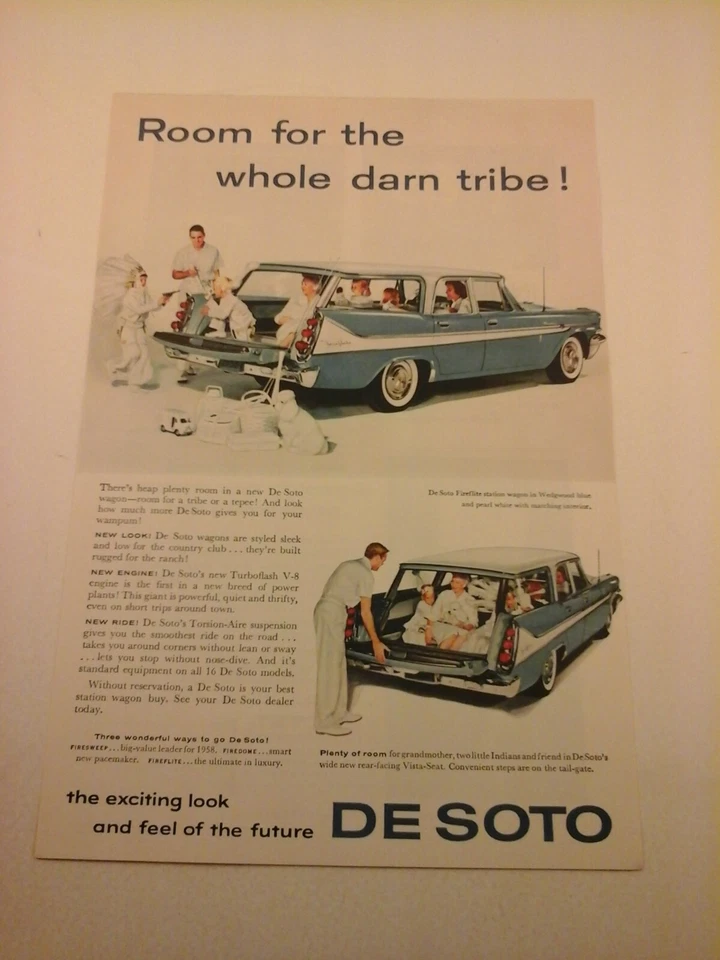 Room for the
whole darn tribe!
There's heap plenty room in a new De Soto
wagon—room for a tribe or a tepee! And look
how much more De Soto gives you for your
wampum!
NEW LOOK! De Soto wagons are styled sleek
and low for the country club . . . they're built
rugged for the ranch!
NEW ENGINE! De Soto's new Turboflash V-8
engine is the first in a new breed of power
plants! This giant is powerful, quiet and thrifty,
even on short trips around town.
NEW RIDE! De Soto's Torsion-Aire suspension
gives you the smoothest ride on the road . . .
takes you around corners without lean or sway
. . . lets you stop without nose-dive. And it's
standard equipment on all 16 De Soto models.
Without reservation, a De Soto is your best
station wagon buy. See your De Soto dealer
today.
Three wonderful ways to go De Soto!
FIRESWEEP . . . big-value leader for 1958. FIREDOME . . . smart
new pacemaker. FIREFLITE . . . the ultimate in luxury.
De Soto Fireflite station wagon in Wedgwood blue
and pearl white with matching interior.
Plenty of room for grandmother, two little Indians and friend in De Soto's
wide new rear-facing Vista-Seat. Convenient steps are on the tail-gate.
the exciting look
and feel of the future
DE SOTO